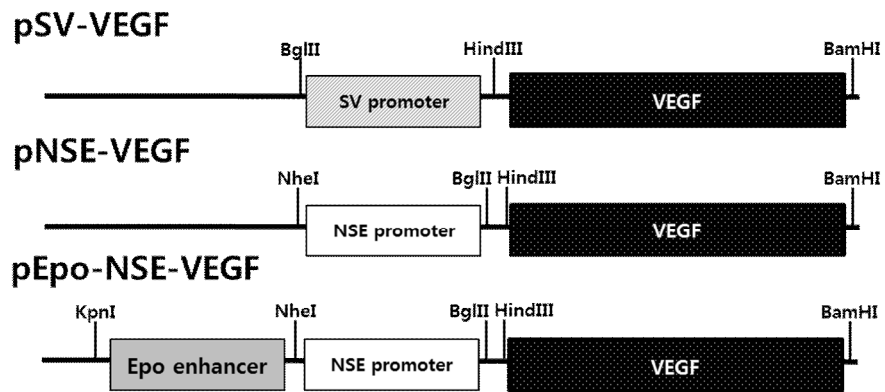 pSV-VEGF
BglII HindIII BamHI
SV promoter VEGF
pNSE-VEGF
NheI BglII HindIII BamHI
NSE promoter VEGF
pEpo-NSE-VEGF
KpnI NheI BglII HindIII BamHI
Epo enhancer NSE promoter VEGF